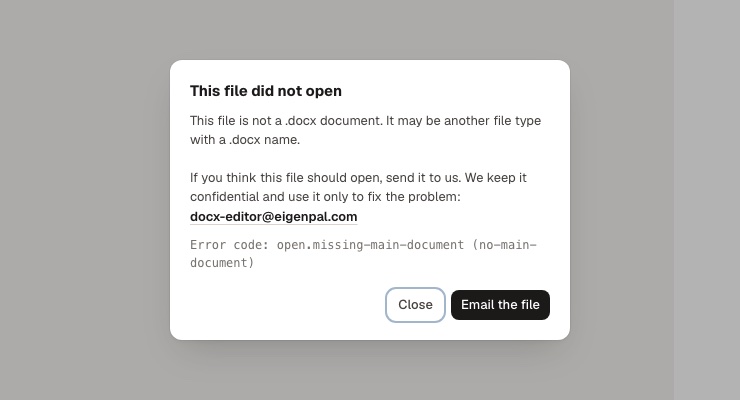 This file did not open
This file is not a .docx document. It may be another file type
with a .docx name.
If you think this file should open, send it to us. We keep it
confidential and use it only to fix the problem:
docx-editor@eigenpal.com
Error code: open.missing-main-document (no-main-
document)
Close
Email the file